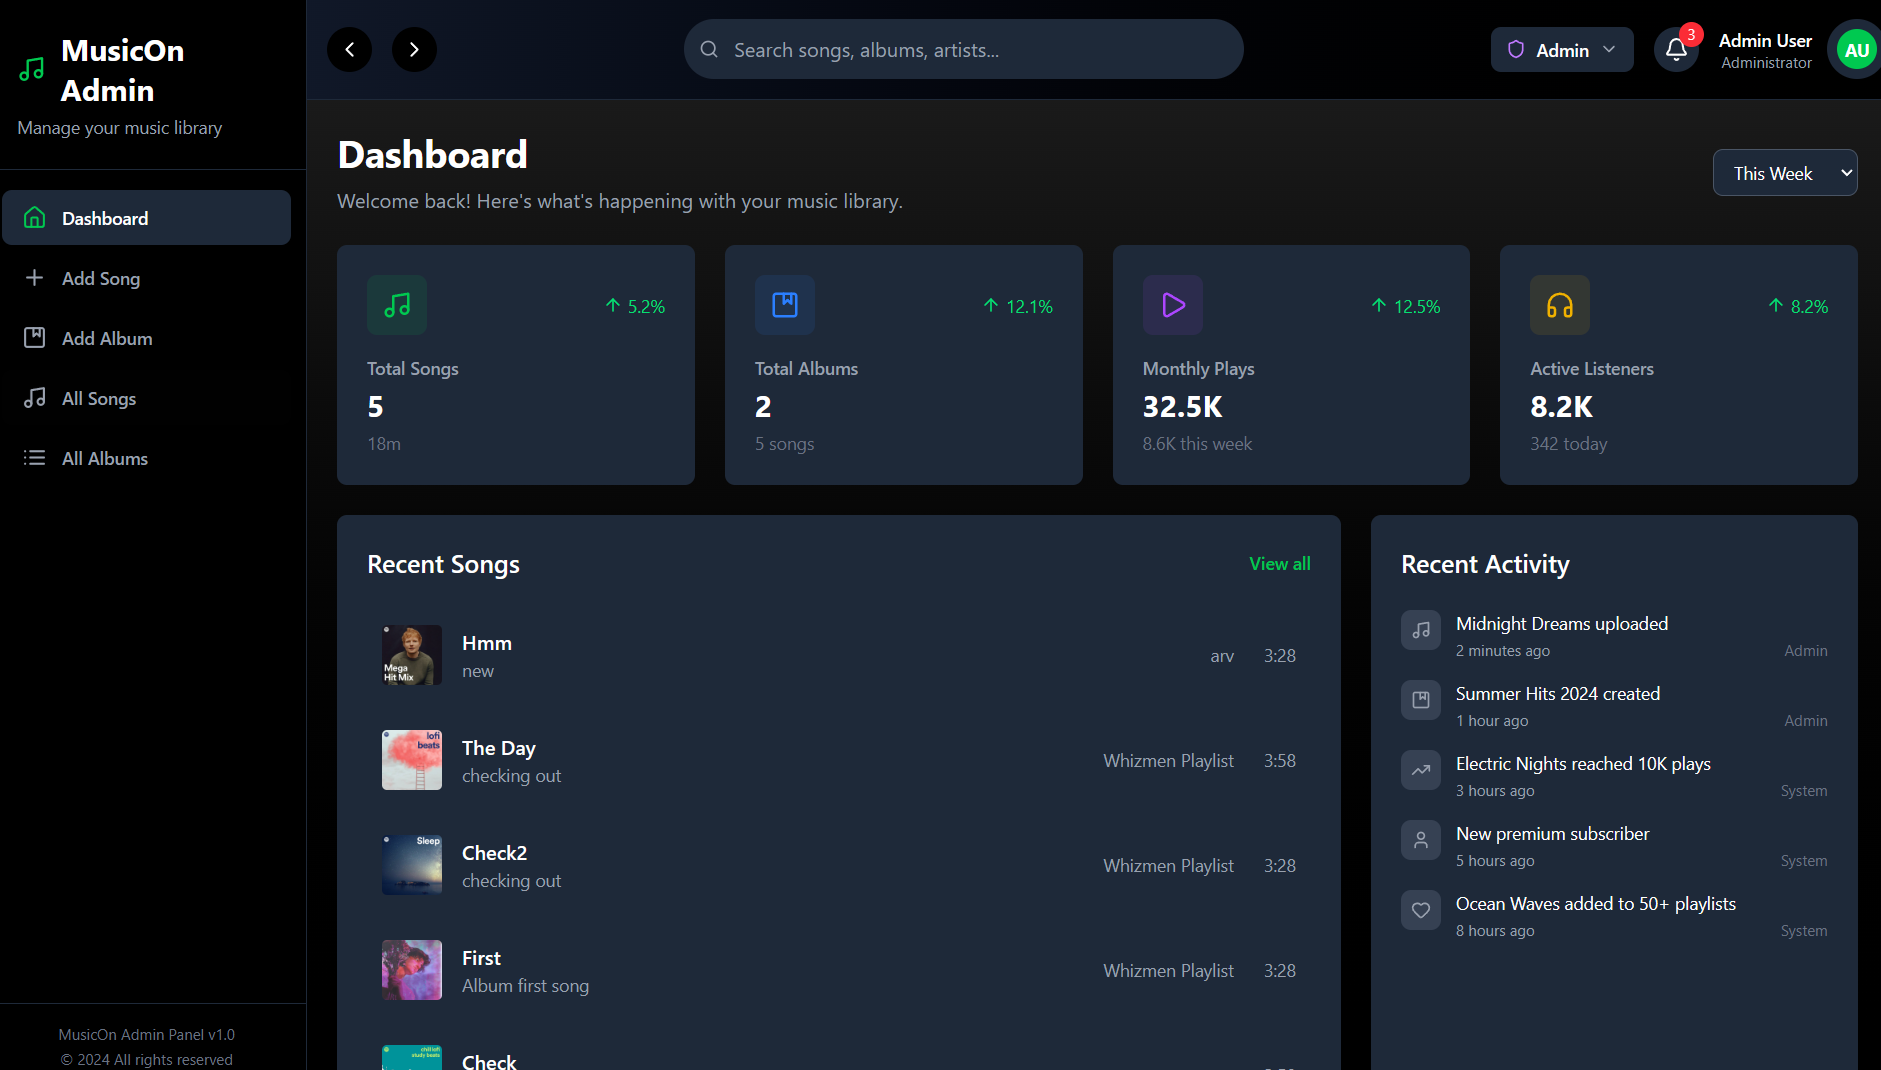 MusicOn
Admin
Manage your music library
Dashboard
Add Song
Add Album
All Songs
All Albums
MusicOn Admin Panel v1.0
© 2024 All rights reserved
Search songs, albums, artists...
Admin
3
Admin User
Administrator
AU
Dashboard
Welcome back! Here's what's happening with your music library.
This Week
5.2%
Total Songs
5
18m
12.1%
Total Albums
2
5 songs
12.5%
Monthly Plays
32.5K
8.6K this week
8.2%
Active Listeners
8.2K
342 today
Recent Songs
View all
Mega
Hit Mix
Hmm
new
arv
3:28
lofi
beats
The Day
checking out
Whizmen Playlist
3:58
Sleep
Check2
checking out
Whizmen Playlist
3:28
First
Album first song
Whizmen Playlist
3:28
chill lofi
study beats
Check
Recent Activity
Midnight Dreams uploaded
2 minutes ago
Admin
Summer Hits 2024 created
1 hour ago
Admin
Electric Nights reached 10K plays
3 hours ago
System
New premium subscriber
5 hours ago
System
Ocean Waves added to 50+ playlists
8 hours ago
System